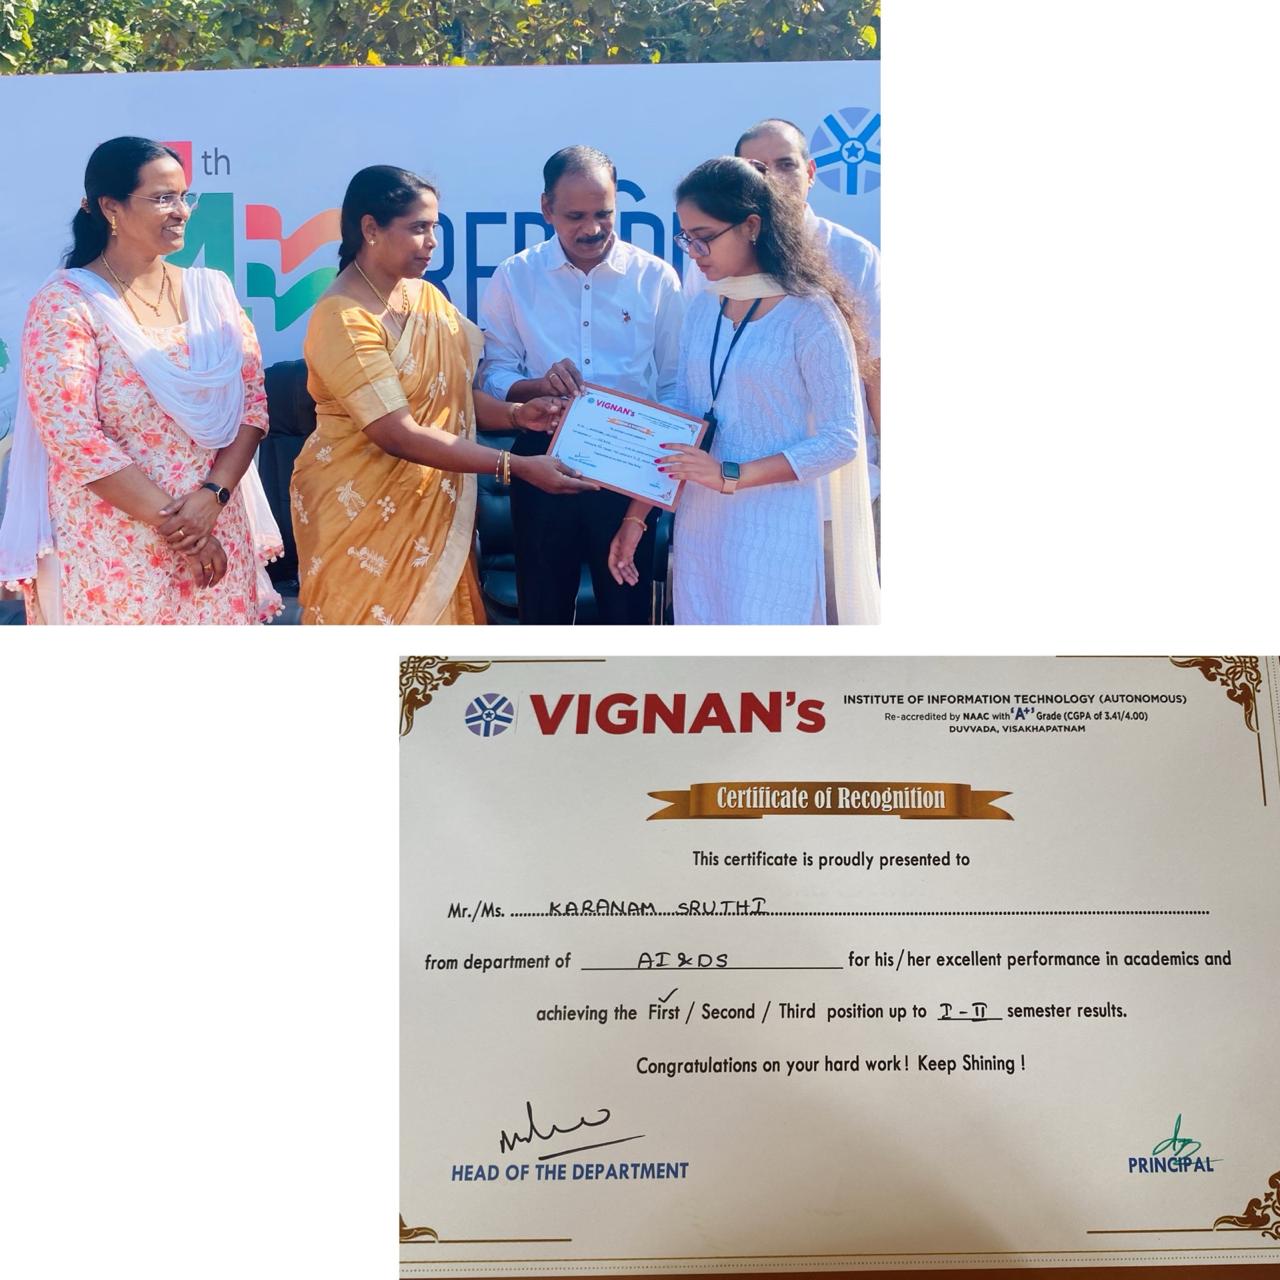 th
74
REPUBLIC
VIGNAN's
VIGNAN's
INSTITUTE OF INFORMATION TECHNOLOGY (AUTONOMOUS)
Re-accredited by NAAC with 'A+' Grade (CGPA of 3.41/4.00)
DUVVADA, VISAKHAPATNAM
Certificate of Recognition
This certificate is proudly presented to
Mr./Ms. KARANAM SRUTHI
from department of AI&DS for his/her excellent performance in academics and
achieving the First / Second / Third position up to I-II semester results.
Congratulations on your hard work! Keep Shining !
HEAD OF THE DEPARTMENT
PRINCIPAL